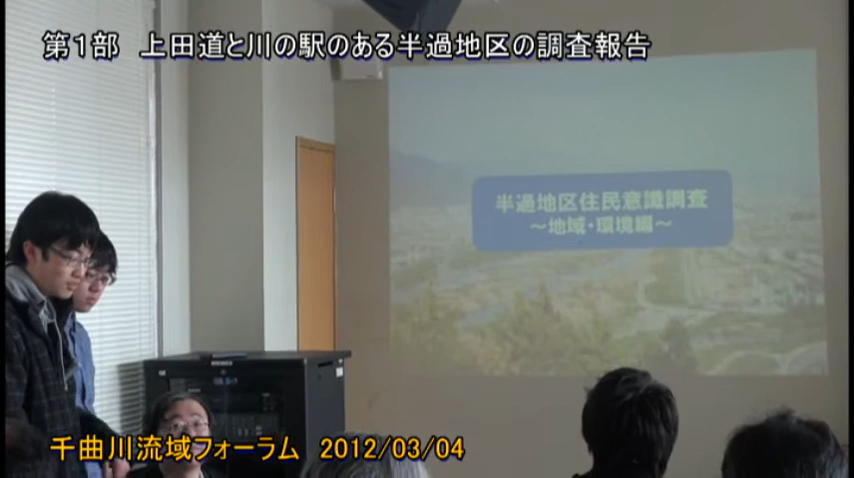 第1部 上田道と川の駅のある半過地区の調査報告
半過地区住民意識調査
～地域・環境編～
千曲川流域フォーラム 2012/03/04